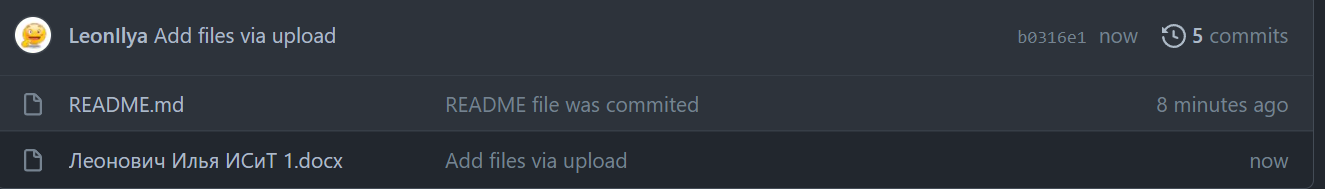 LeonIlya Add files via upload b0316e1 now 5 commits
README.md README file was commited 8 minutes ago
Леонович Илья ИСиТ 1.docx Add files via upload now